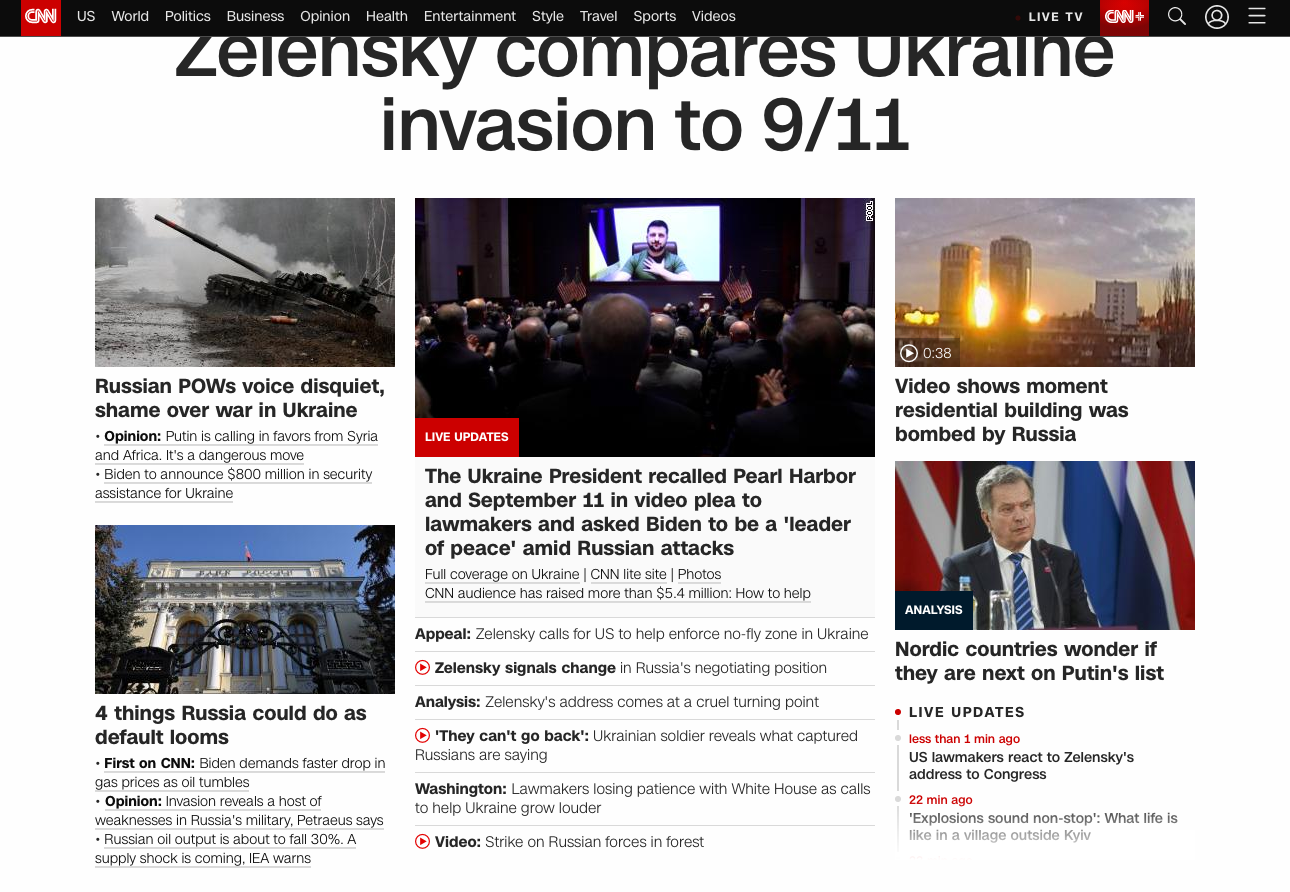 CNN US World Politics Business Opinion Health Entertainment Style Travel Sports Videos LIVE TV CNN+
Zelensky compares Ukraine
invasion to 9/11
Russian POWs voice disquiet,
shame over war in Ukraine
• Opinion: Putin is calling in favors from Syria
and Africa. It's a dangerous move
• Biden to announce $800 million in security
assistance for Ukraine
4 things Russia could do as
default looms
• First on CNN: Biden demands faster drop in
gas prices as oil tumbles
• Opinion: Invasion reveals a host of
weaknesses in Russia's military, Petraeus says
• Russian oil output is about to fall 30%. A
supply shock is coming, IEA warns
POOL
LIVE UPDATES
The Ukraine President recalled Pearl Harbor
and September 11 in video plea to
lawmakers and asked Biden to be a 'leader
of peace' amid Russian attacks
Full coverage on Ukraine | CNN lite site | Photos
CNN audience has raised more than $5.4 million: How to help
Appeal: Zelensky calls for US to help enforce no-fly zone in Ukraine
Zelensky signals change in Russia's negotiating position
Analysis: Zelensky's address comes at a cruel turning point
'They can't go back': Ukrainian soldier reveals what captured
Russians are saying
Washington: Lawmakers losing patience with White House as calls
to help Ukraine grow louder
Video: Strike on Russian forces in forest
0:38
Video shows moment
residential building was
bombed by Russia
ANALYSIS
Nordic countries wonder if
they are next on Putin's list
LIVE UPDATES
less than 1 min ago
US lawmakers react to Zelensky's
address to Congress
22 min ago
'Explosions sound non-stop': What life is
like in a village outside Kyiv